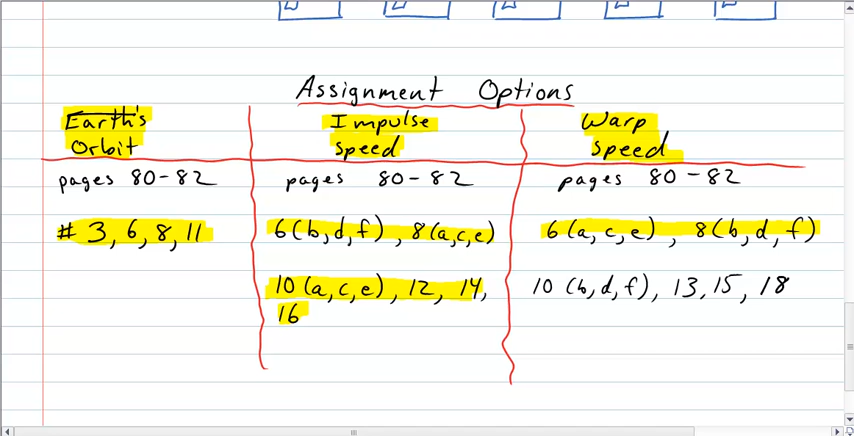 Assignment Options
Earth's Orbit
Impulse speed
Warp speed
pages 80-82
pages 80-82
pages 80-82
# 3, 6, 8, 11
6(b,d,f), 8(a,c,e)
6(a, c, e), 8(b, d, f)
10(a, c, e), 12, 14,
16
10 (b,d,f), 13, 15, 18